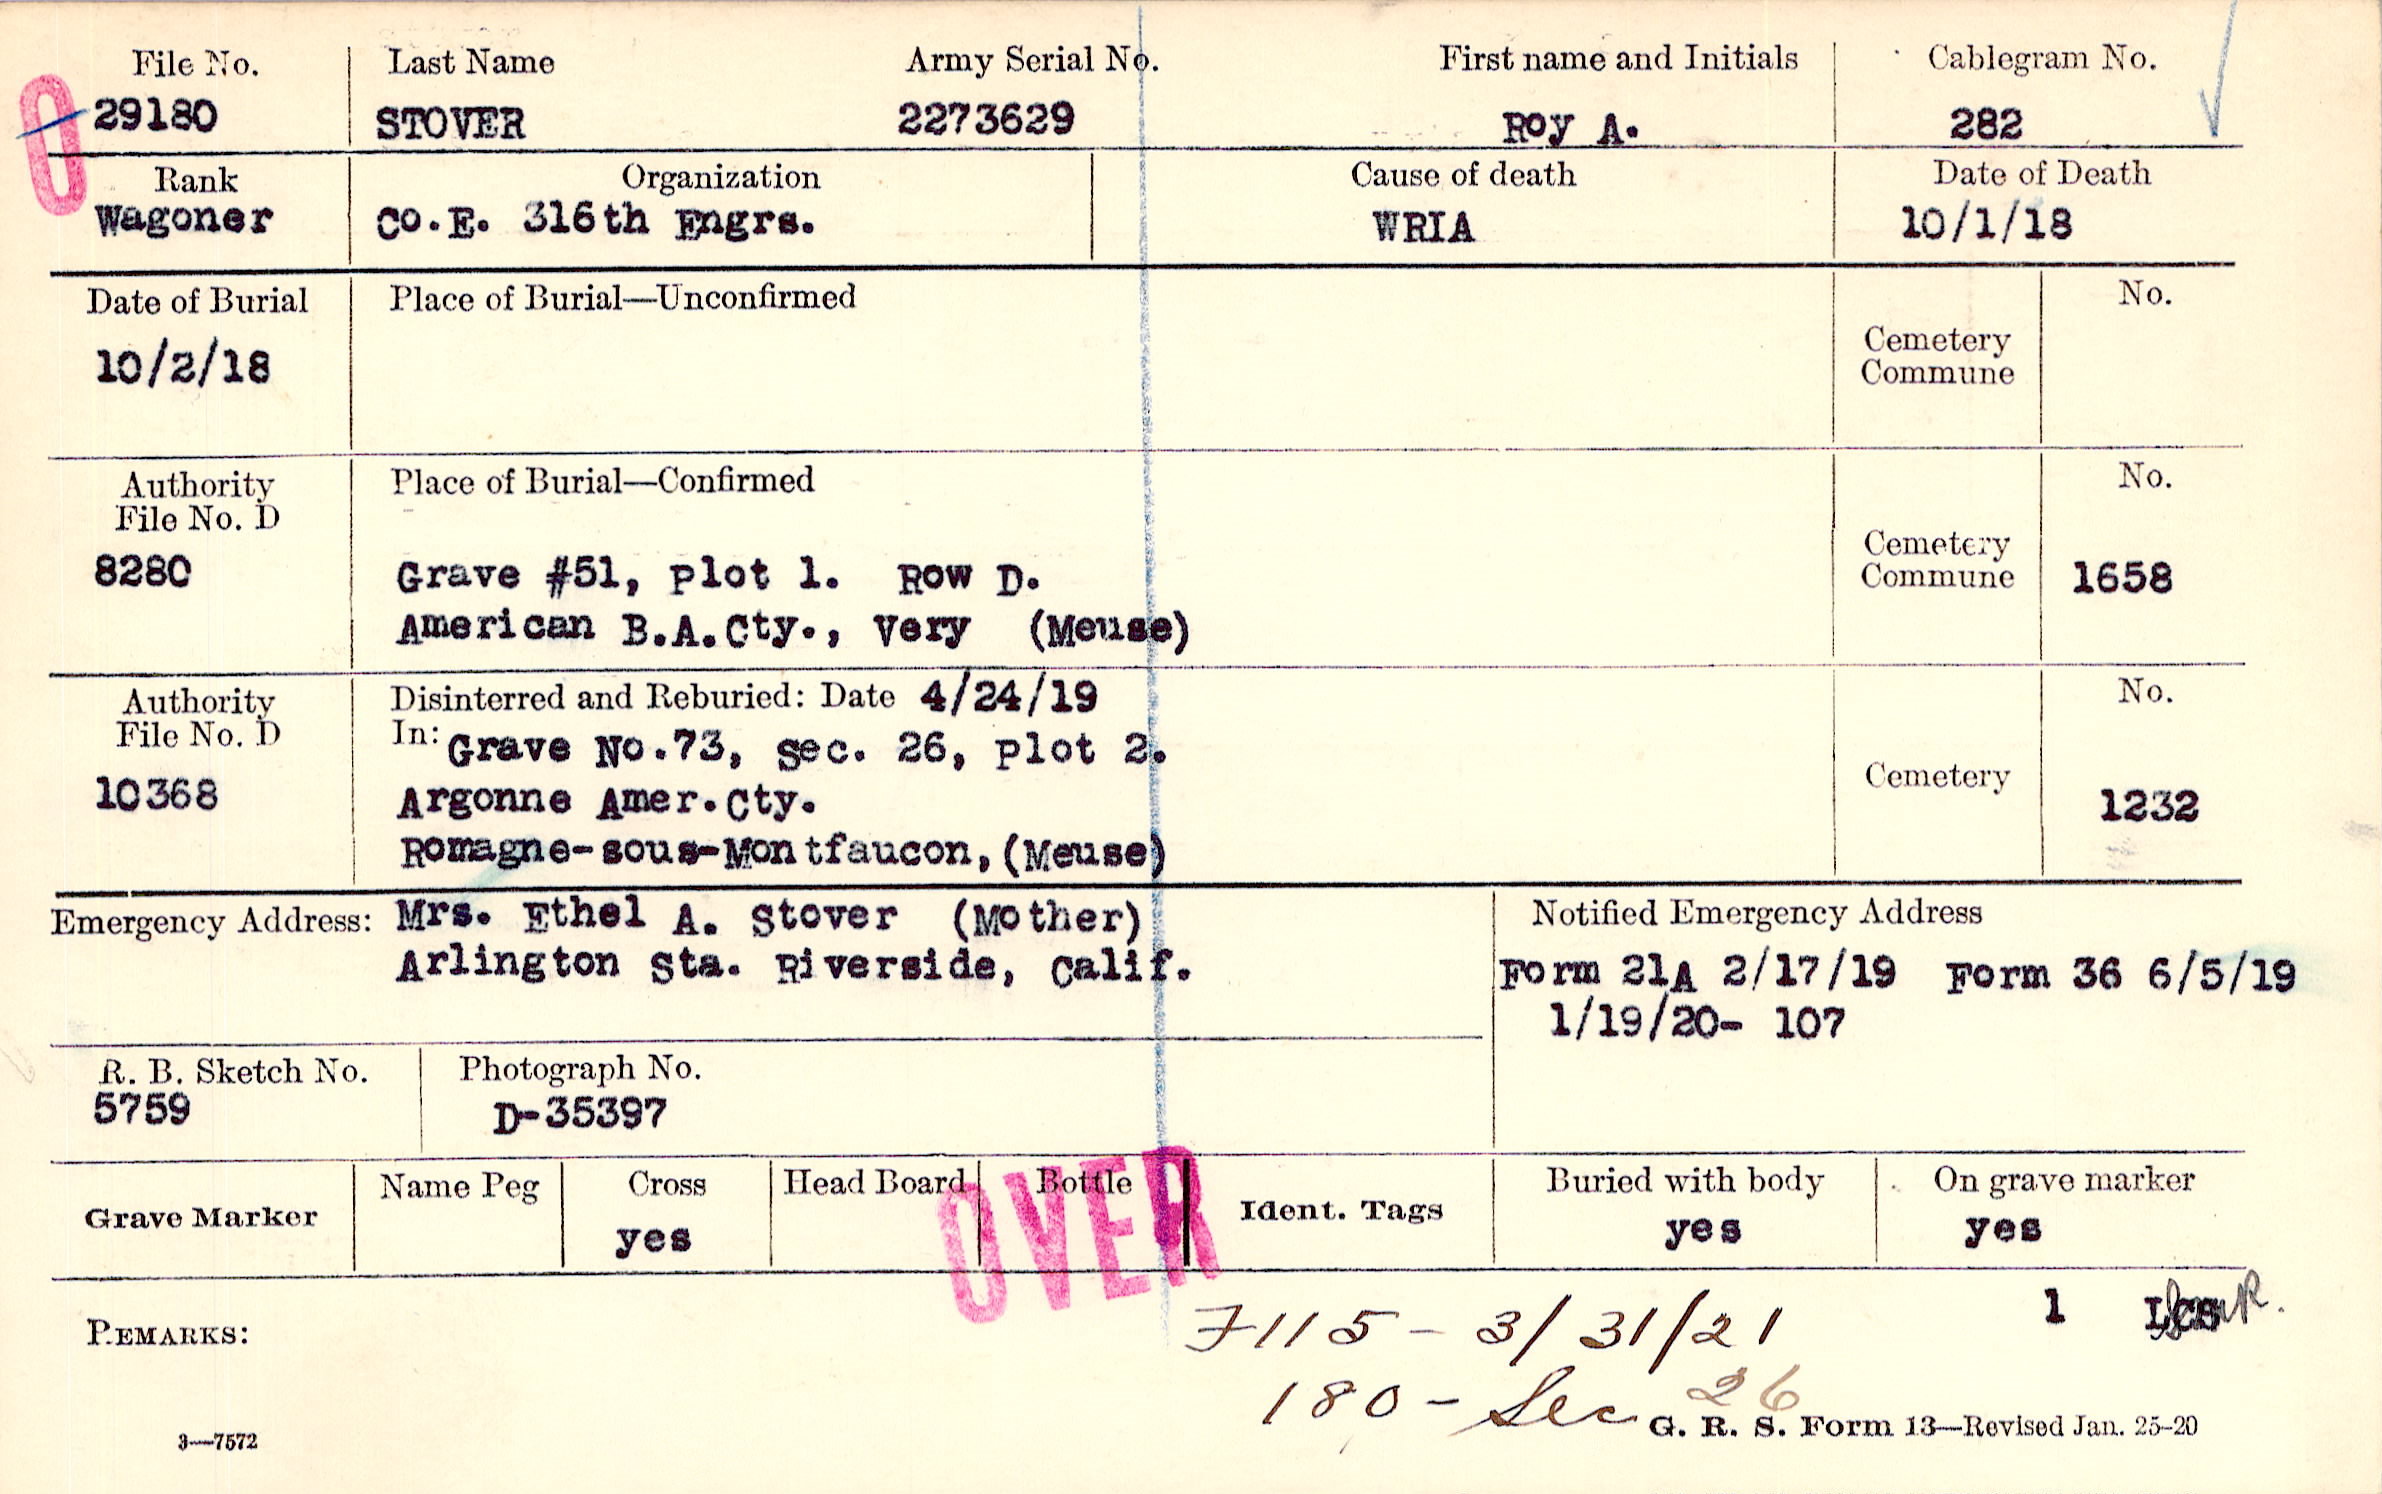 File No. Last Name Army Serial No. First name and Initials Cablegram No.
29180 STOVER 2273629 Roy A. 282
Rank Organization Cause of death Date of Death
Wagoner Co.E. 316th Engrs. WRIA 10/1/18
Date of Burial Place of Burial—Unconfirmed No.
10/2/18
Cemetery
Commune
Authority Place of Burial—Confirmed No.
File No. D
8280 Grave #51, Plot 1. Row D.
American B.A.Cty., Very (Meuse)
Cemetery
Commune 1658
Authority Disinterred and Reburied: Date 4/24/19 No.
File No. D In: Grave No.73, Sec. 26, Plot 2.
10368 Argonne Amer.Cty. Cemetery 1232
Romagne-sous-Montfaucon,(Meuse)
Emergency Address: Mrs. Ethel A. Stover (Mother)
Arlington Sta. Riverside, Calif.
Notified Emergency Address
Form 21A 2/17/19 Form 36 6/5/19
1/19/20- 107
R. B. Sketch No. Photograph No.
5759 D-35397
Grave Marker Name Peg Cross Head Board Bottle Ident. Tags Buried with body On grave marker
yes yes yes
OVER
REMARKS: F115 - 3/31/21 1
180 - Sec 26
3—7572 G. R. S. Form 13—Revised Jan. 25-20